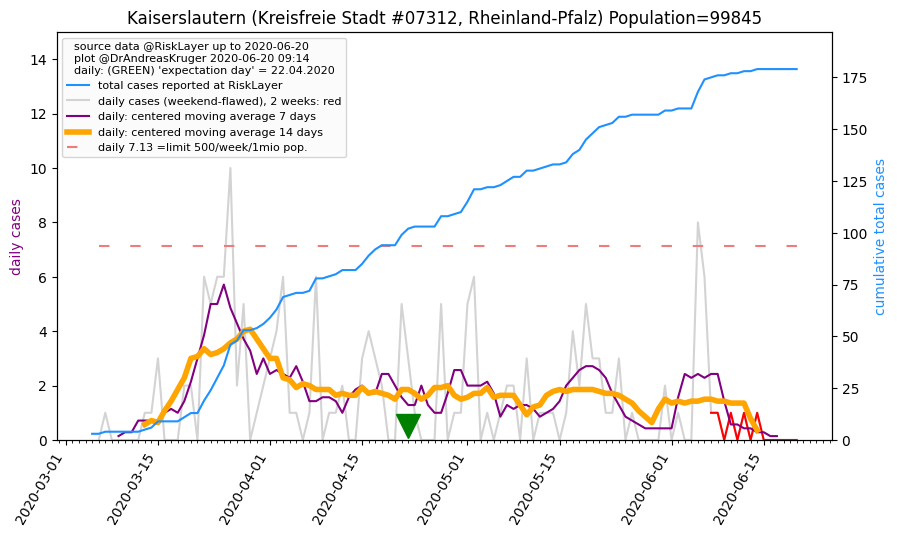 Kaiserslautern (Kreisfreie Stadt #07312, Rheinland-Pfalz) Population=99845
source data @RiskLayer up to 2020-06-20
plot @DrAndreasKruger 2020-06-20 09:14
daily: (GREEN) 'expectation day' = 22.04.2020
total cases reported at RiskLayer
daily cases (weekend-flawed), 2 weeks: red
daily: centered moving average 7 days
daily: centered moving average 14 days
daily 7.13 =limit 500/week/1mio pop.
daily cases
14
12
10
8
6
4
2
0
175
150
125
100
75
50
25
0
cumulative total cases
2020-03-01
2020-03-15
2020-04-01
2020-04-15
2020-05-01
2020-05-15
2020-06-01
2020-06-15